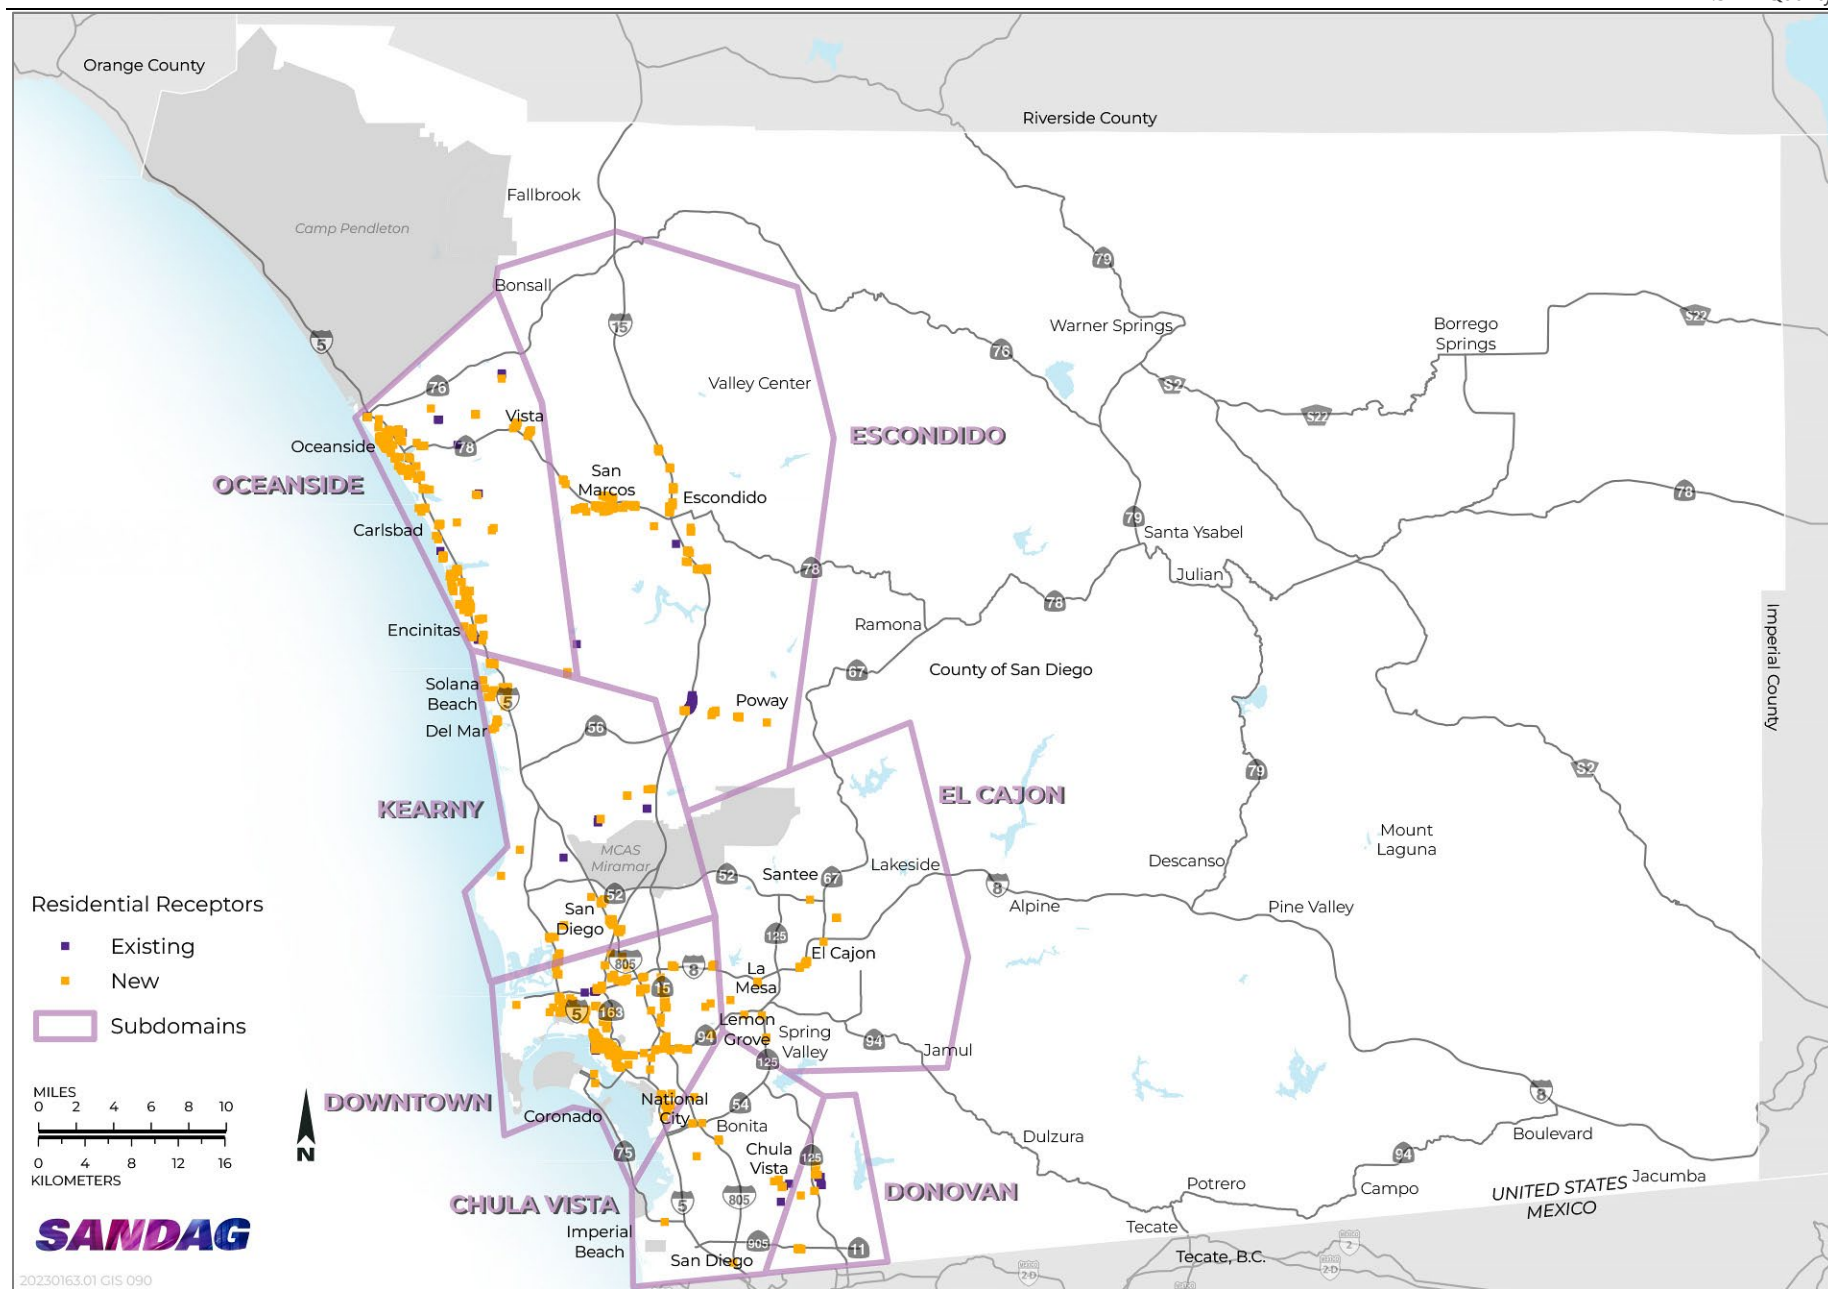 Orange County
Riverside County
Fallbrook
Camp Pendleton
Bonsall
79
15
5
Warner Springs
Borrego
Springs
S22
76
76
Valley Center
S2
S22
Vista
ESCONDIDO
Oceanside
78
OCEANSIDE
San
Marcos
Escondido
78
Carlsbad
79
Santa Ysabel
78
Julian
78
Encinitas
Ramona
Imperial County
67
County of San Diego
Solana
Beach
5
Poway
Del Mar
56
79
S2
KEARNY
EL CAJON
MCAS
Miramar
Mount
Laguna
Descanso
Lakeside
52
Santee
67
52
8
Alpine
Pine Valley
Residential Receptors
Existing
New
Subdomains
San
Diego
125
El Cajon
805
8
La
Mesa
15
5
163
Lemon
Grove
94
Spring
Valley
94
Jamul
125
MILES
0 2 4 6 8 10
0 4 8 12 16
KILOMETERS
N
DOWNTOWN
Coronado
National
City
54
Bonita
8
Boulevard
Dulzura
75
Chula
Vista
125
94
Jacumba
CHULA VISTA
DONOVAN
5
805
Potrero
Campo
UNITED STATES
MEXICO
Imperial
Beach
905
11
San Diego
Tecate
Tecate, B.C.
2
2-D
2-D
SANDAG
20230163.01 GIS 090